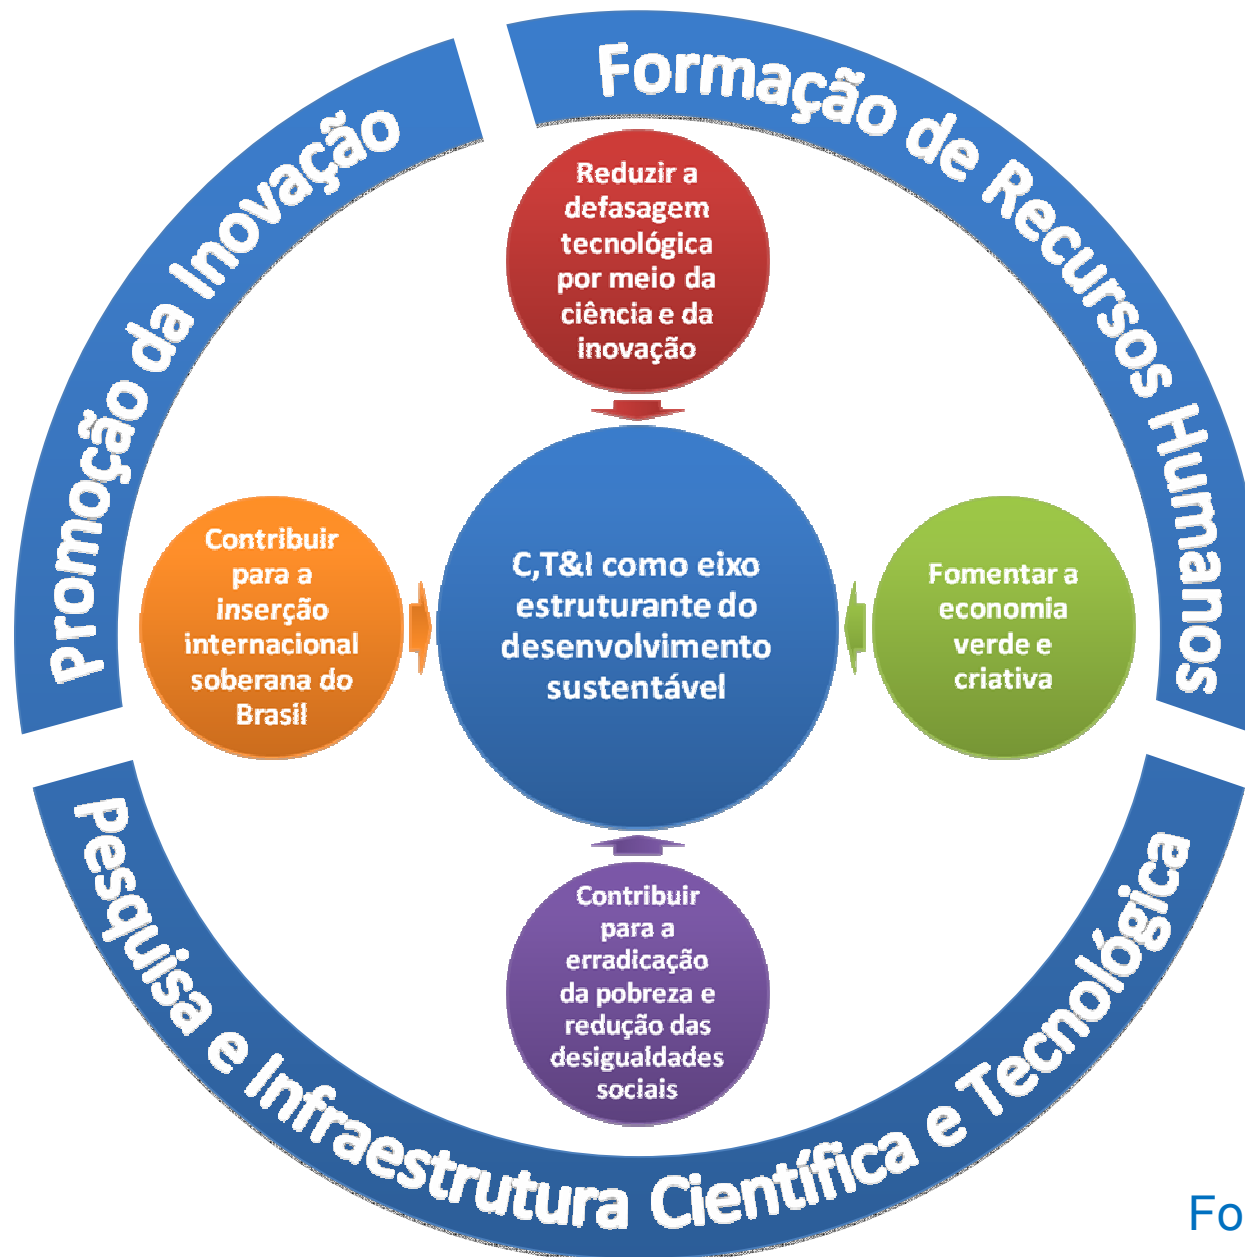 Formação de Recursos Humanos
Promoção da Inovação
Reduzir a
defasagem
tecnológica
por meio da
ciência e da
inovação
Contribuir
para a
inserção
internacional
soberana do
Brasil
C,T&I como eixo
estruturante do
desenvolvimento
sustentável
Fomentar a
economia
verde e
criativa
Contribuir
para a
erradicação
da pobreza e
redução das
desigualdades
sociais
Pesquisa e Infraestrutura Científica e Tecnológica
Fo